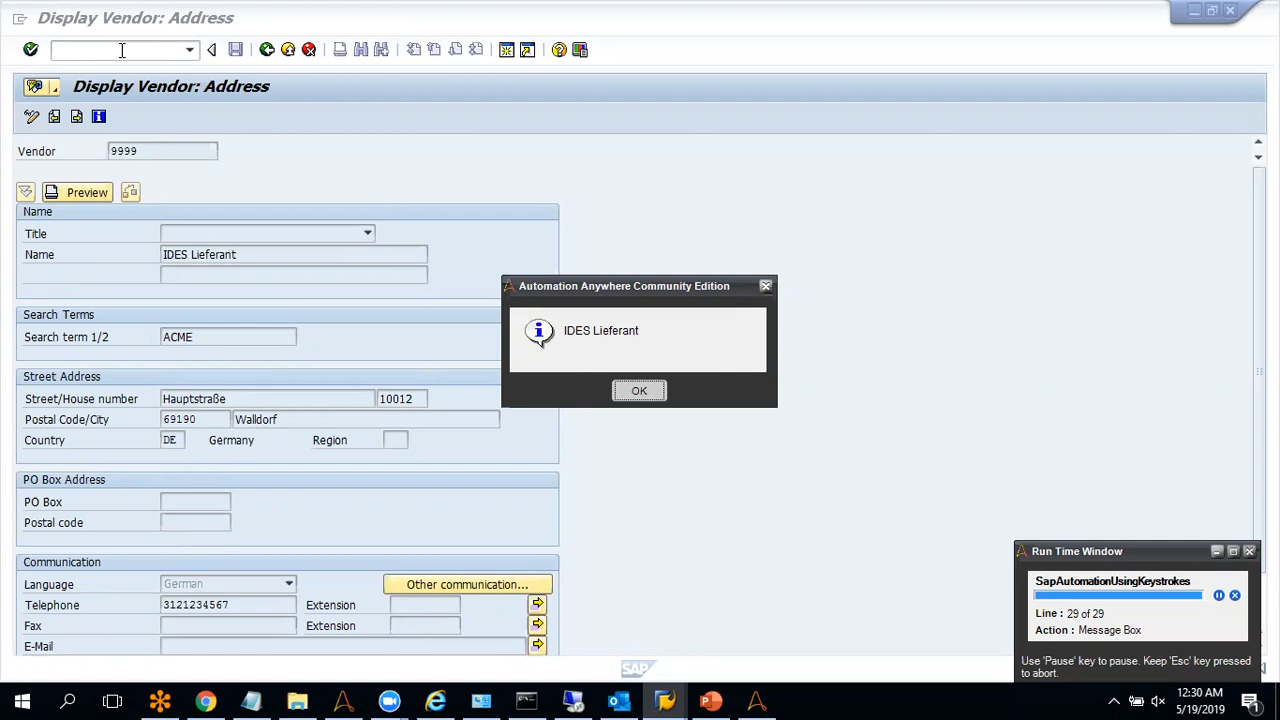 Display Vendor: Address
Display Vendor: Address
Vendor 9999
Preview
Name
Title
Name IDES Lieferant
Search Terms
Search term 1/2 ACME
Street Address
Street/House number Hauptstraße 10012
Postal Code/City 69190 Walldorf
Country DE Germany Region
PO Box Address
PO Box
Postal code
Communication
Language German Other communication...
Telephone 3121234567 Extension
Fax Extension
E-Mail
Automation Anywhere Community Edition
IDES Lieferant
OK
Run Time Window
SapAutomationUsingKeystrokes
Line : 29 of 29
Action : Message Box
Use 'Pause' key to pause. Keep 'Esc' key pressed
to abort.
SAP
12:30 AM
5/19/2019
1